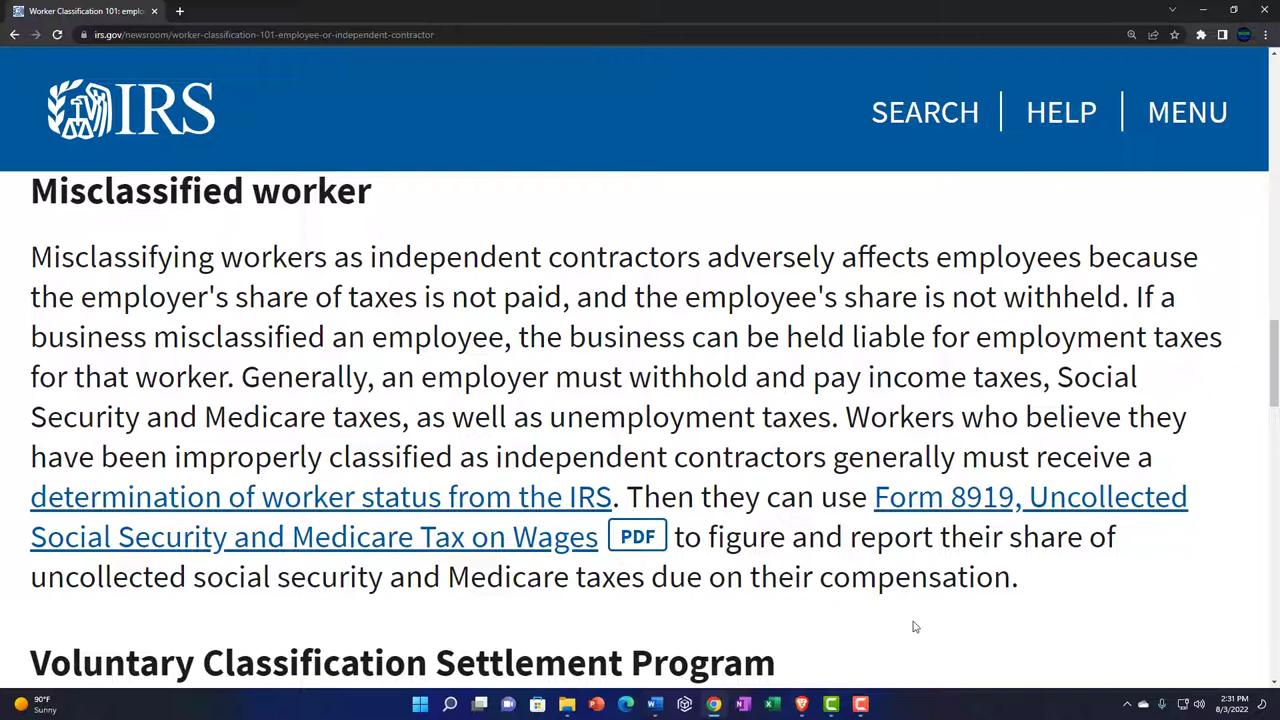 Worker Classification 101: emplo
irs.gov/newsroom/worker-classification-101-employee-or-independent-contractor
IRS
SEARCH HELP MENU
Misclassified worker
Misclassifying workers as independent contractors adversely affects employees because
the employer's share of taxes is not paid, and the employee's share is not withheld. If a
business misclassified an employee, the business can be held liable for employment taxes
for that worker. Generally, an employer must withhold and pay income taxes, Social
Security and Medicare taxes, as well as unemployment taxes. Workers who believe they
have been improperly classified as independent contractors generally must receive a
determination of worker status from the IRS. Then they can use Form 8919, Uncollected
Social Security and Medicare Tax on Wages PDF to figure and report their share of
uncollected social security and Medicare taxes due on their compensation.
Voluntary Classification Settlement Program
90°F
Sunny
2:31 PM
8/3/2022